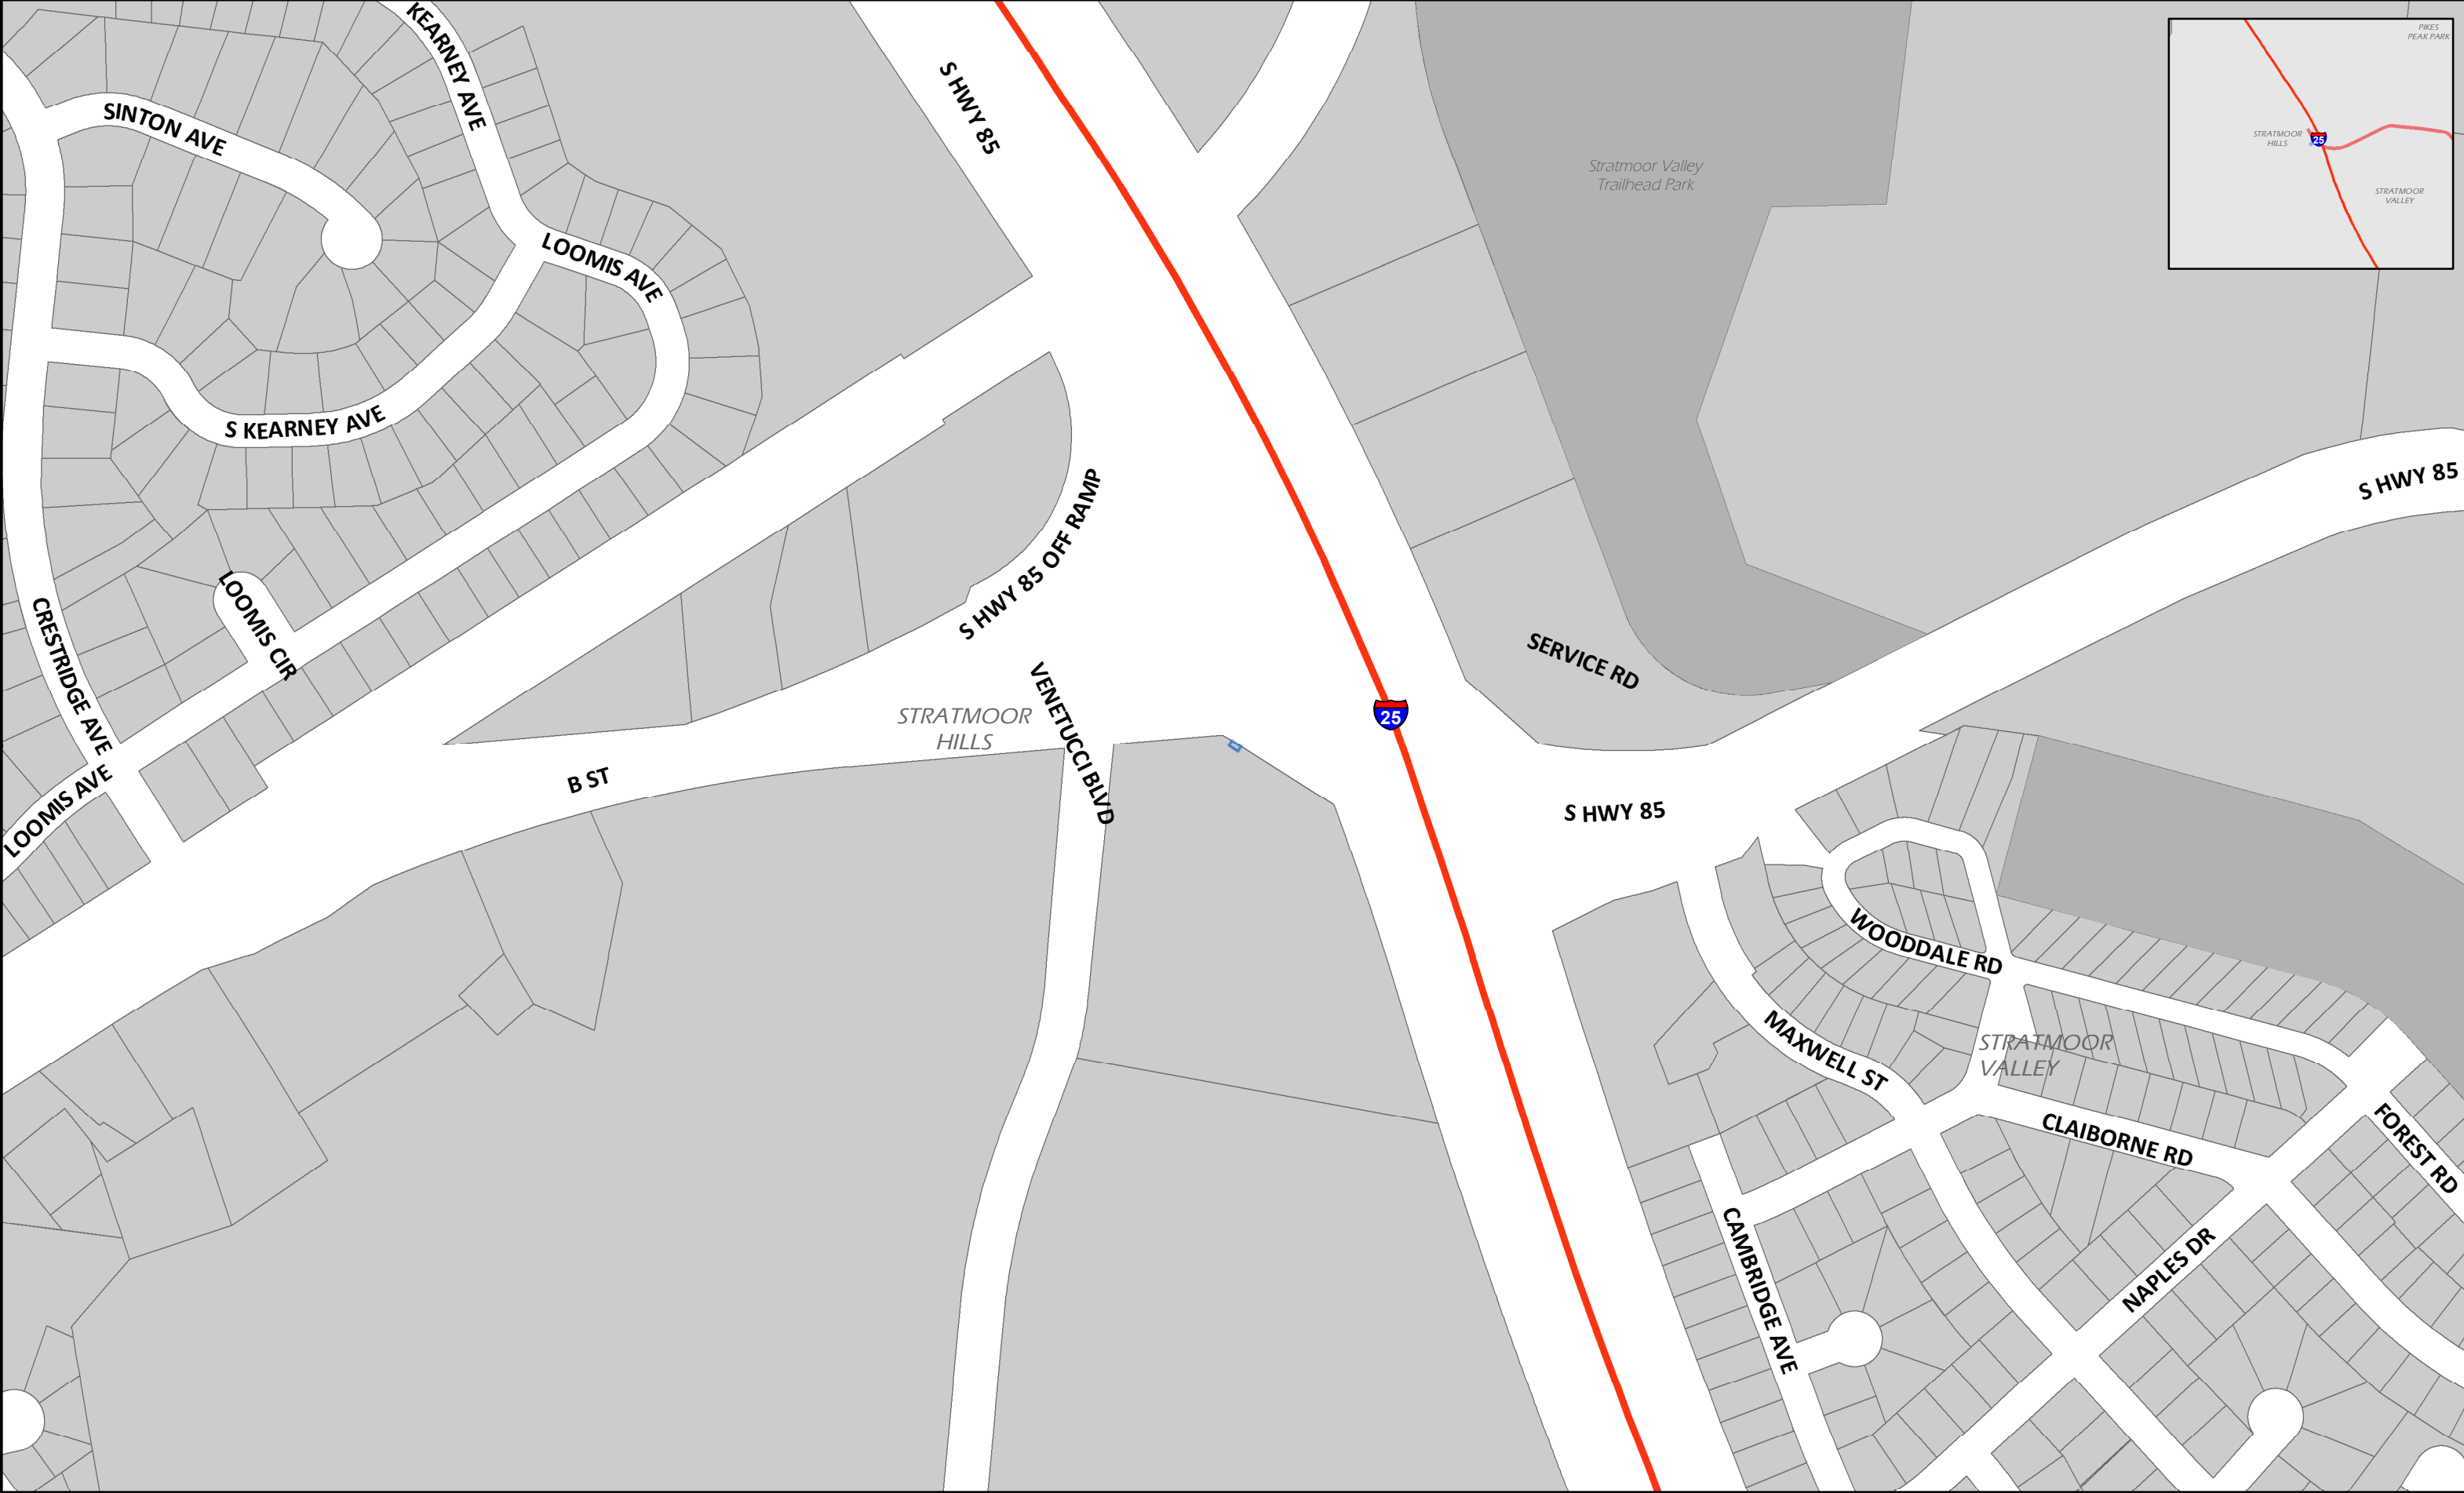 KEARNEY AVE
S HWY 85
PIKES
PEAK PARK
SINTON AVE
STRATMOOR
HILLS
25
Stratmoor Valley
Trailhead Park
STRATMOOR
VALLEY
LOOMIS AVE
S KEARNEY AVE
S HWY 85
S HWY 85 OFF RAMP
LOOMIS CIR
CRESTRIDGE AVE
SERVICE RD
STRATMOOR
HILLS
VENETUCCI BLVD
25
B ST
LOOMIS AVE
S HWY 85
WOODDALE RD
MAXWELL ST
STRATMOOR
VALLEY
CLAIBORNE RD
FOREST RD
CAMBRIDGE AVE
NAPLES DR